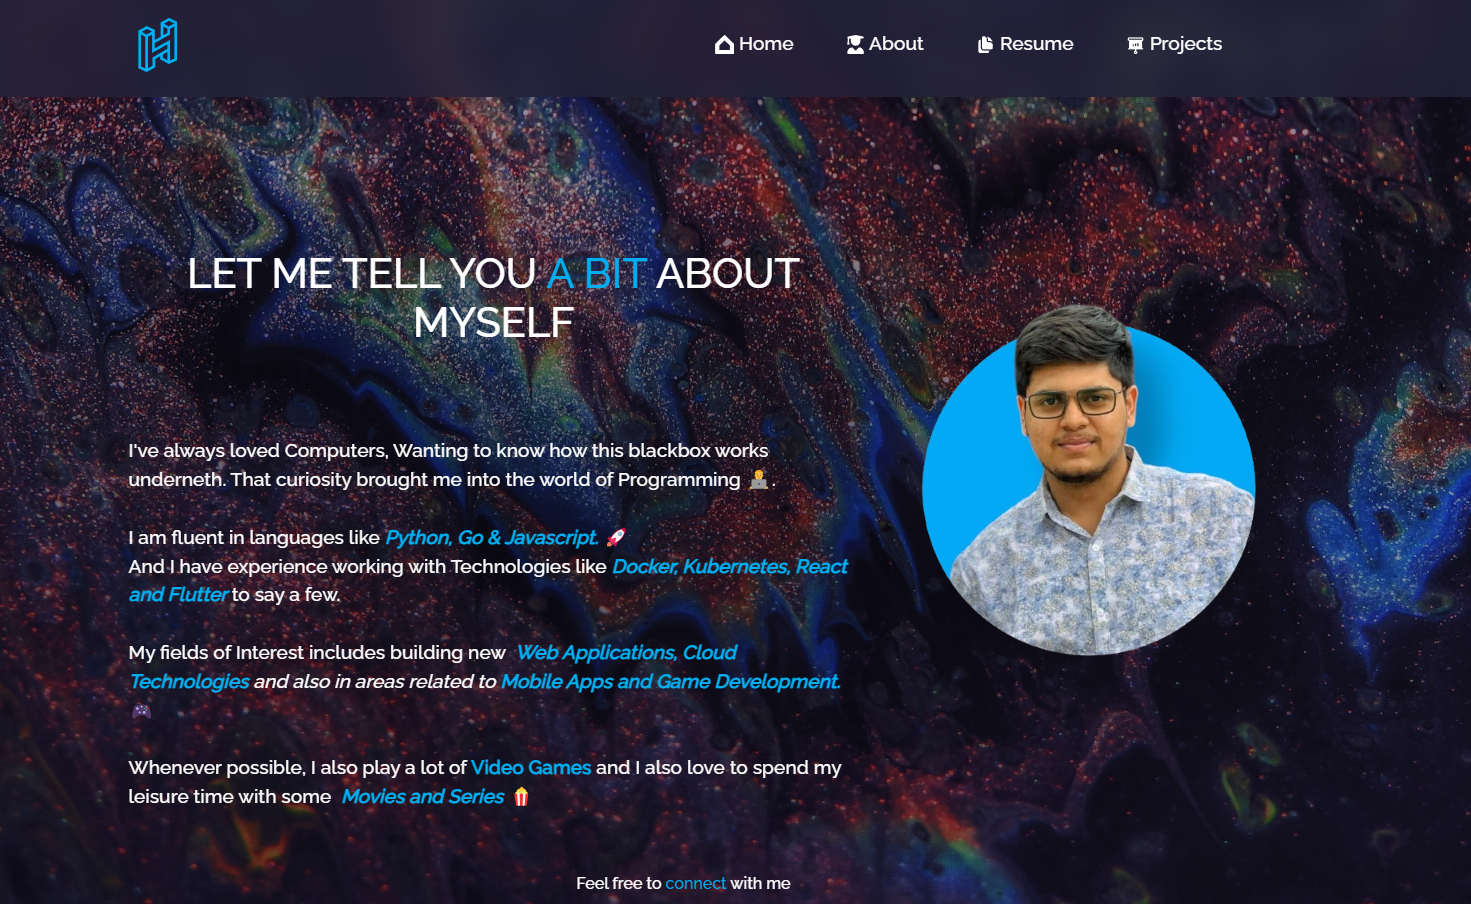 Home About Resume Projects
LET ME TELL YOU A BIT ABOUT
MYSELF
I've always loved Computers, Wanting to know how this blackbox works
underneth. That curiosity brought me into the world of Programming 👨‍💻 .
I am fluent in languages like Python, Go & Javascript. 🚀
And I have experience working with Technologies like Docker, Kubernetes, React
and Flutter to say a few.
My fields of Interest includes building new Web Applications, Cloud
Technologies and also in areas related to Mobile Apps and Game Development.
🎮
Whenever possible, I also play a lot of Video Games and I also love to spend my
leisure time with some Movies and Series 🍿
Feel free to connect with me